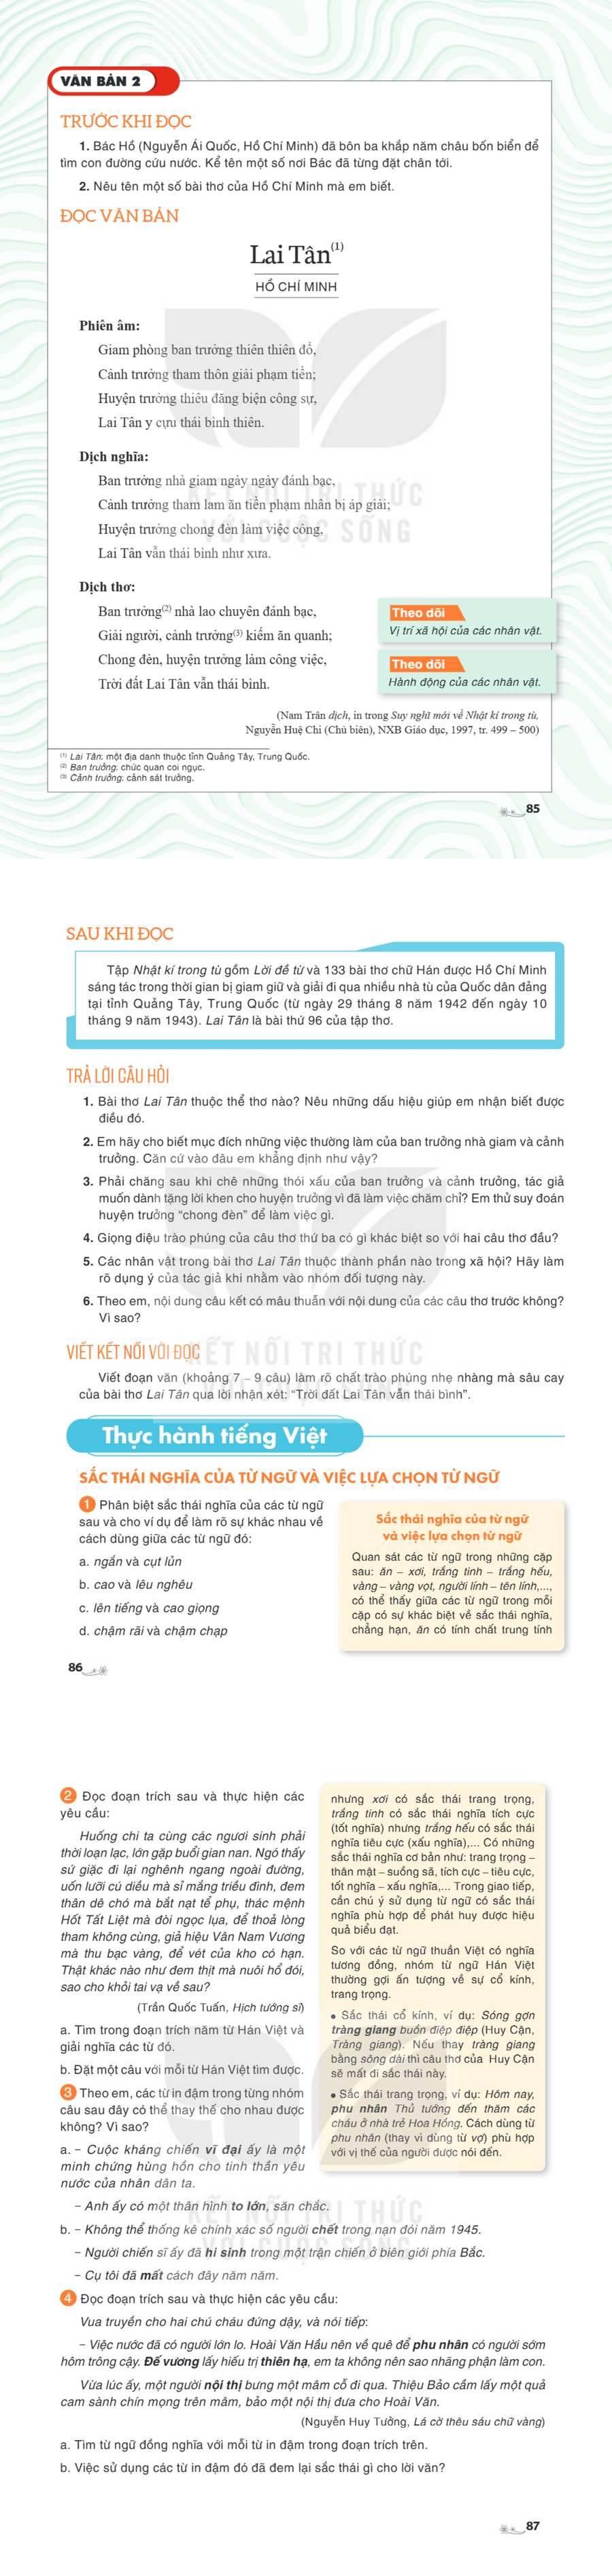 VĂN BẢN 2
TRƯỚC KHI ĐỌC
1. Bác Hồ (Nguyễn Ái Quốc, Hồ Chí Minh) đã bôn ba khắp năm châu bốn biển để
tìm con đường cứu nước. Kể tên một số nơi Bác đã từng đặt chân tới.
2. Nêu tên một số bài thơ của Hồ Chí Minh mà em biết.
ĐỌC VĂN BẢN
Lai Tân(1)
HỒ CHÍ MINH
Phiên âm:
Giam phòng ban trưởng thiên thiên đổ,
Cảnh trưởng tham thôn giải phạm tiền;
Huyện trưởng thiêu đăng biện công sự,
Lai Tân y cựu thái bình thiên.
Dịch nghĩa:
Ban trưởng nhà giam ngày ngày đánh bạc,
Cảnh trưởng tham lam ăn tiền phạm nhân bị áp giải;
Huyện trưởng chong đèn làm việc công,
Lai Tân vẫn thái bình như xưa.
Dịch thơ:
Ban trưởng(2) nhà lao chuyên đánh bạc,
Giải người, cảnh trưởng(3) kiếm ăn quanh;
Chong đèn, huyện trưởng làm công việc,
Trời đất Lai Tân vẫn thái bình.
Theo dõi
Vị trí xã hội của các nhân vật.
Theo dõi
Hành động của các nhân vật.
(Nam Trân dịch, in trong Suy nghĩ mới về Nhật kí trong tù,
Nguyễn Huệ Chi (Chủ biên), NXB Giáo dục, 1997, tr. 499 – 500)
(1) Lai Tân: một địa danh thuộc tỉnh Quảng Tây, Trung Quốc.
(2) Ban trưởng: chức quan coi ngục.
(3) Cảnh trưởng: cảnh sát trưởng.
85
KẾT NỐI TRI THỨC
VỚI CUỘC SỐNG
SAU KHI ĐỌC
Tập Nhật kí trong tù gồm Lời đề từ và 133 bài thơ chữ Hán được Hồ Chí Minh
sáng tác trong thời gian bị giam giữ và giải đi qua nhiều nhà tù của Quốc dân đảng
tại tỉnh Quảng Tây, Trung Quốc (từ ngày 29 tháng 8 năm 1942 đến ngày 10
tháng 9 năm 1943). Lai Tân là bài thứ 96 của tập thơ.
TRẢ LỜI CÂU HỎI
1. Bài thơ Lai Tân thuộc thể thơ nào? Nêu những dấu hiệu giúp em nhận biết được
điều đó.
2. Em hãy cho biết mục đích những việc thường làm của ban trưởng nhà giam và cảnh
trưởng. Căn cứ vào đâu em khẳng định như vậy?
3. Phải chăng sau khi chê những thói xấu của ban trưởng và cảnh trưởng, tác giả
muốn dành tặng lời khen cho huyện trưởng vì đã làm việc chăm chỉ? Em thử suy đoán
huyện trưởng “chong đèn” để làm việc gì.
4. Giọng điệu trào phúng của câu thơ thứ ba có gì khác biệt so với hai câu thơ đầu?
5. Các nhân vật trong bài thơ Lai Tân thuộc thành phần nào trong xã hội? Hãy làm
rõ dụng ý của tác giả khi nhằm vào nhóm đối tượng này.
6. Theo em, nội dung câu kết có mâu thuẫn với nội dung của các câu thơ trước không?
Vì sao?
VIẾT KẾT NỐI VỚI ĐỌC
Viết đoạn văn (khoảng 7 – 9 câu) làm rõ chất trào phúng nhẹ nhàng mà sâu cay
của bài thơ Lai Tân qua lời nhận xét: “Trời đất Lai Tân vẫn thái bình”.
KẾT NỐI TRI THỨC
VỚI CUỘC SỐNG
Thực hành tiếng Việt
SẮC THÁI NGHĨA CỦA TỪ NGỮ VÀ VIỆC LỰA CHỌN TỪ NGỮ
1 Phân biệt sắc thái nghĩa của các từ ngữ
sau và cho ví dụ để làm rõ sự khác nhau về
cách dùng giữa các từ ngữ đó:
a. ngắn và cụt lủn
b. cao và lêu nghêu
c. lên tiếng và cao giọng
d. chậm rãi và chậm chạp
Sắc thái nghĩa của từ ngữ
và việc lựa chọn từ ngữ
Quan sát các từ ngữ trong những cặp
sau: ăn – xơi, trắng tinh – trắng hếu,
vàng – vàng vọt, người lính – tên lính,...,
có thể thấy giữa các từ ngữ trong mỗi
cặp có sự khác biệt về sắc thái nghĩa,
chẳng hạn, ăn có tính chất trung tính
86
2 Đọc đoạn trích sau và thực hiện các
yêu cầu:
Huống chi ta cùng các ngươi sinh phải
thời loạn lạc, lớn gặp buổi gian nan. Ngó thấy
sứ giặc đi lại nghênh ngang ngoài đường,
uốn lưỡi cú diều mà sỉ mắng triều đình, đem
thân dê chó mà bắt nạt tể phụ, thác mệnh
Hốt Tất Liệt mà đòi ngọc lụa, để thoả lòng
tham không cùng, giả hiệu Vân Nam Vương
mà thu bạc vàng, để vét của kho có hạn.
Thật khác nào như đem thịt mà nuôi hổ đói,
sao cho khỏi tai vạ về sau?
(Trần Quốc Tuấn, Hịch tướng sĩ)
a. Tìm trong đoạn trích năm từ Hán Việt và
giải nghĩa các từ đó.
b. Đặt một câu với mỗi từ Hán Việt tìm được.
3 Theo em, các từ in đậm trong từng nhóm
câu sau đây có thể thay thế cho nhau được
không? Vì sao?
a. – Cuộc kháng chiến vĩ đại ấy là một
minh chứng hùng hồn cho tinh thần yêu
nước của nhân dân ta.
– Anh ấy có một thân hình to lớn, săn chắc.
b. – Không thể thống kê chính xác số người chết trong nạn đói năm 1945.
– Người chiến sĩ ấy đã hi sinh trong một trận chiến ở biên giới phía Bắc.
– Cụ tôi đã mất cách đây năm năm.
nhưng xơi có sắc thái trang trọng,
trắng tinh có sắc thái nghĩa tích cực
(tốt nghĩa) nhưng trắng hếu có sắc thái
nghĩa tiêu cực (xấu nghĩa),... Có những
sắc thái nghĩa cơ bản như: trang trọng –
thân mật – suồng sã, tích cực – tiêu cực,
tốt nghĩa – xấu nghĩa,... Trong giao tiếp,
cần chú ý sử dụng từ ngữ có sắc thái
nghĩa phù hợp để phát huy được hiệu
quả biểu đạt.
So với các từ ngữ thuần Việt có nghĩa
tương đồng, nhóm từ ngữ Hán Việt
thường gợi ấn tượng về sự cổ kính,
trang trọng.
• Sắc thái cổ kính, ví dụ: Sóng gợn
tràng giang buồn điệp điệp (Huy Cận,
Tràng giang). Nếu thay tràng giang
bằng sông dài thì câu thơ của Huy Cận
sẽ mất đi sắc thái này.
• Sắc thái trang trọng, ví dụ: Hôm nay,
phu nhân Thủ tướng đến thăm các
cháu ở nhà trẻ Hoa Hồng. Cách dùng từ
phu nhân (thay vì dùng từ vợ) phù hợp
với vị thế của người được nói đến.
KẾT NỐI TRI THỨC
VỚI CUỘC SỐNG
4 Đọc đoạn trích sau và thực hiện các yêu cầu:
Vua truyền cho hai chú cháu đứng dậy, và nói tiếp:
– Việc nước đã có người lớn lo. Hoài Văn Hầu nên về quê để phu nhân có người sớm
hôm trông cậy. Đế vương lấy hiếu trị thiên hạ, em ta không nên sao nhãng phận làm con.
Vừa lúc ấy, một người nội thị bưng một mâm cỗ đi qua. Thiệu Bảo cầm lấy một quả
cam sành chín mọng trên mâm, bảo một nội thị đưa cho Hoài Văn.
(Nguyễn Huy Tưởng, Lá cờ thêu sáu chữ vàng)
a. Tìm từ ngữ đồng nghĩa với mỗi từ in đậm trong đoạn trích trên.
b. Việc sử dụng các từ in đậm đó đã đem lại sắc thái gì cho lời văn?
87